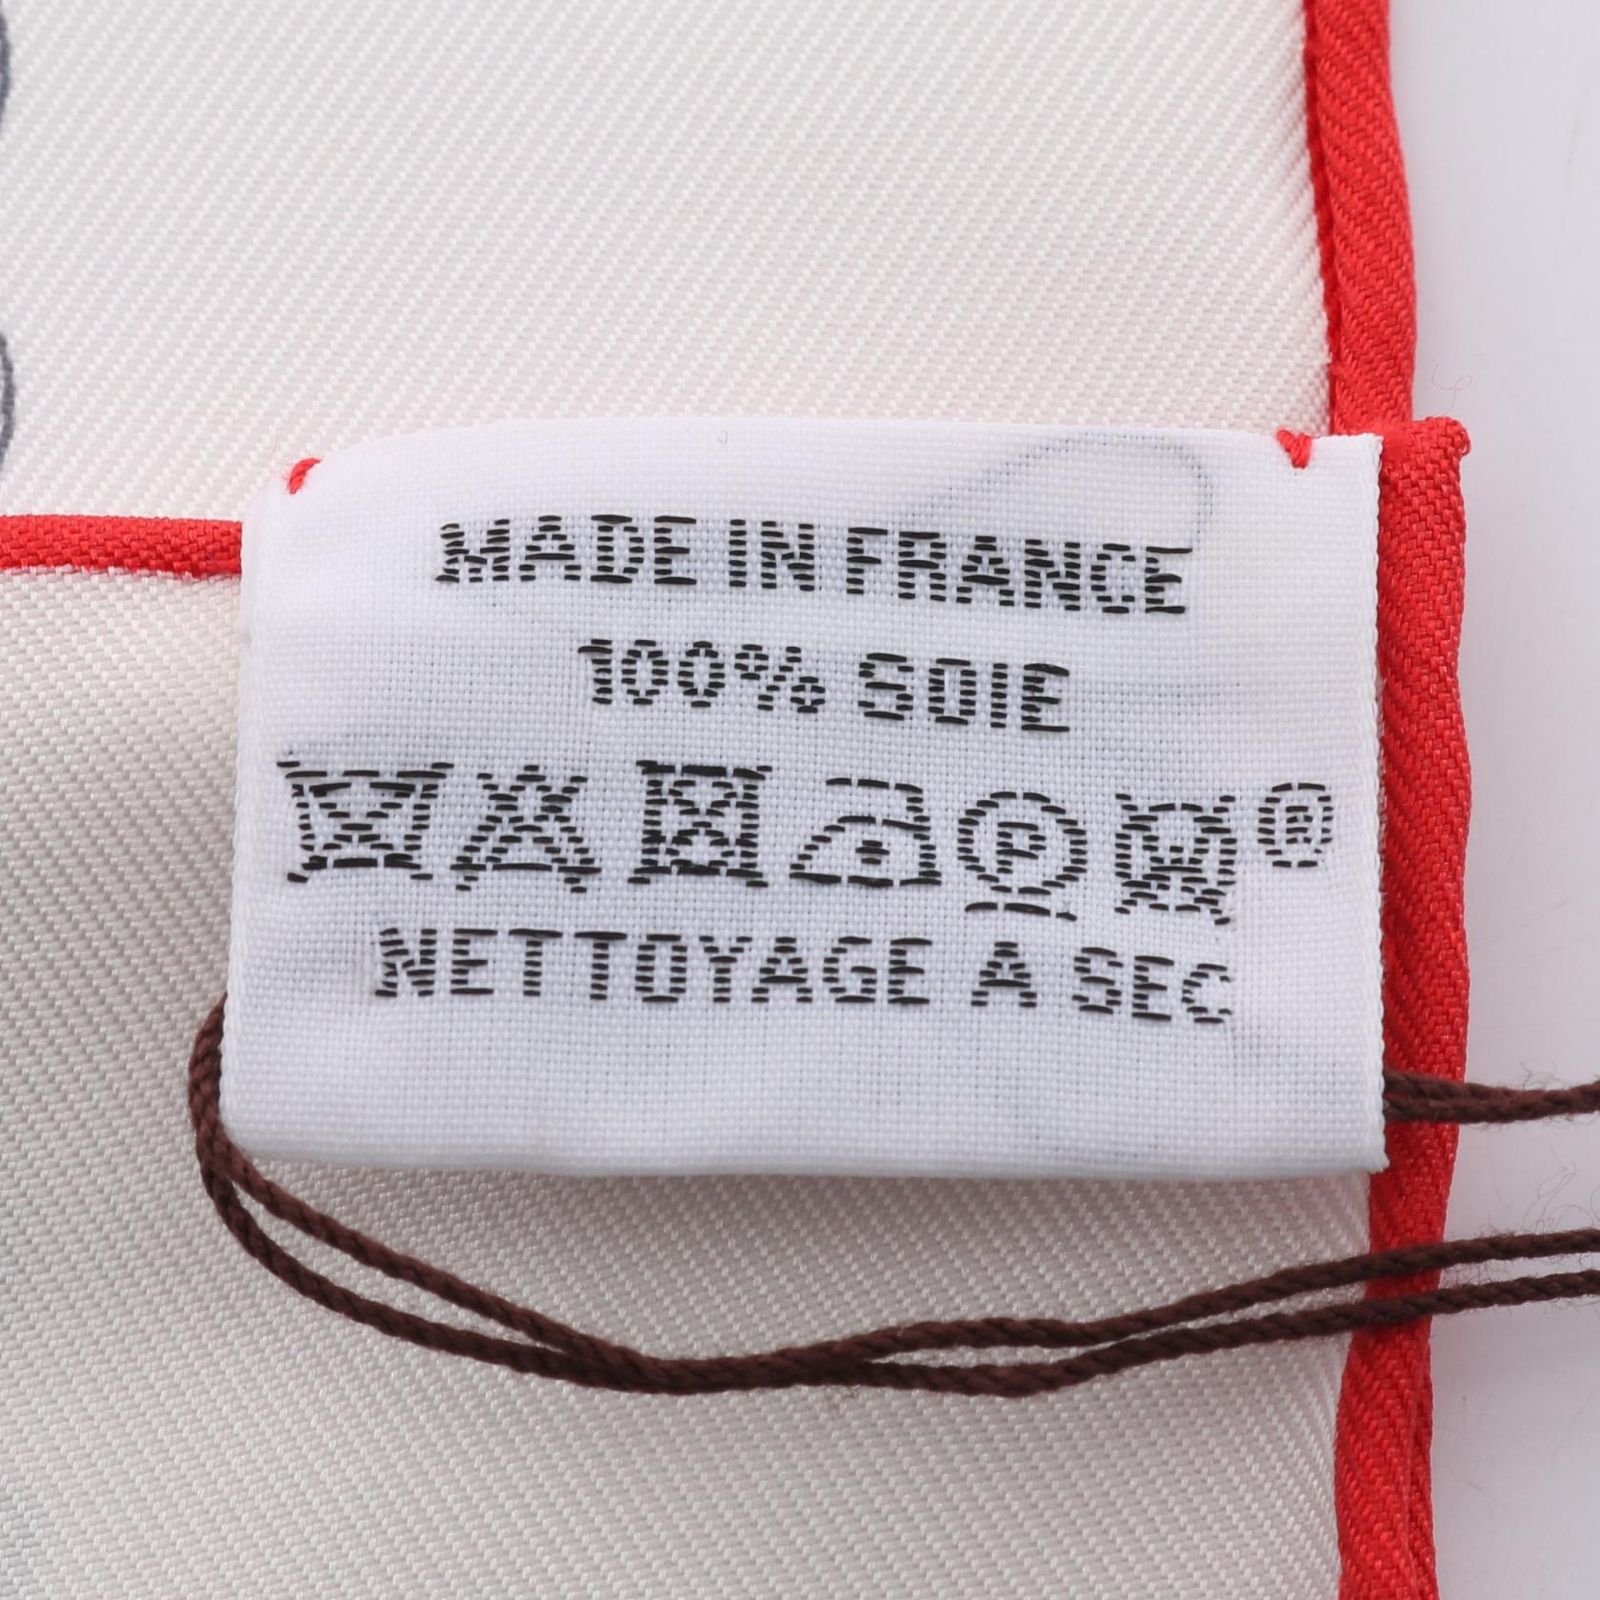 MADE IN FRANCE
100% SOIE
P ®
NETTOYAGE A SEC